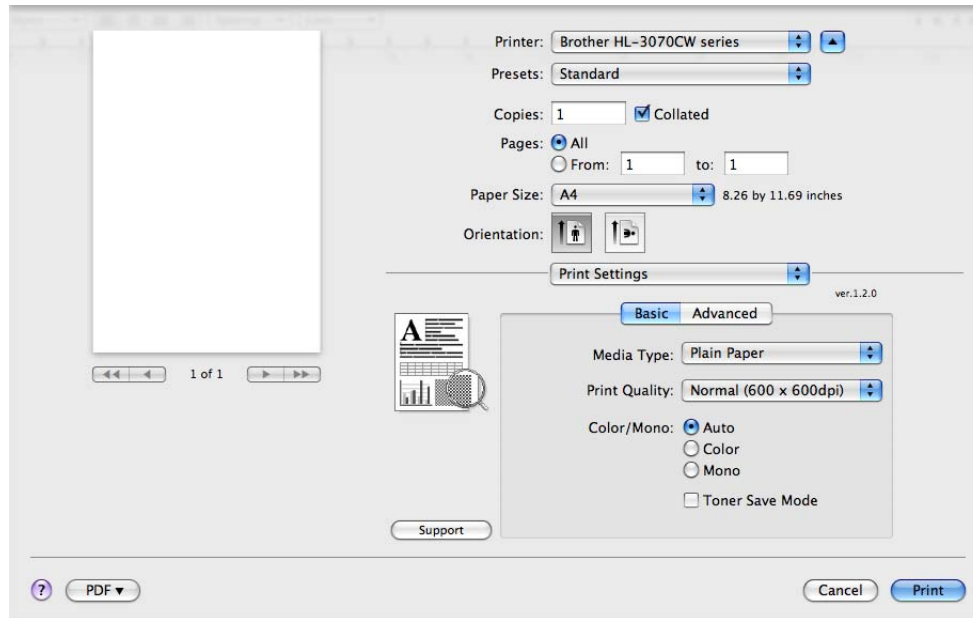 Printer: Brother HL-3070CW series
Presets: Standard
Copies: 1 Collated
Pages: All
From: 1 to: 1
Paper Size: A4 8.26 by 11.69 inches
Orientation:
Print Settings
ver.1.2.0
Basic Advanced
A
Media Type: Plain Paper
1 of 1
Print Quality: Normal (600 x 600dpi)
Color/Mono: Auto
Color
Mono
Toner Save Mode
Support
? PDF▼ Cancel Print